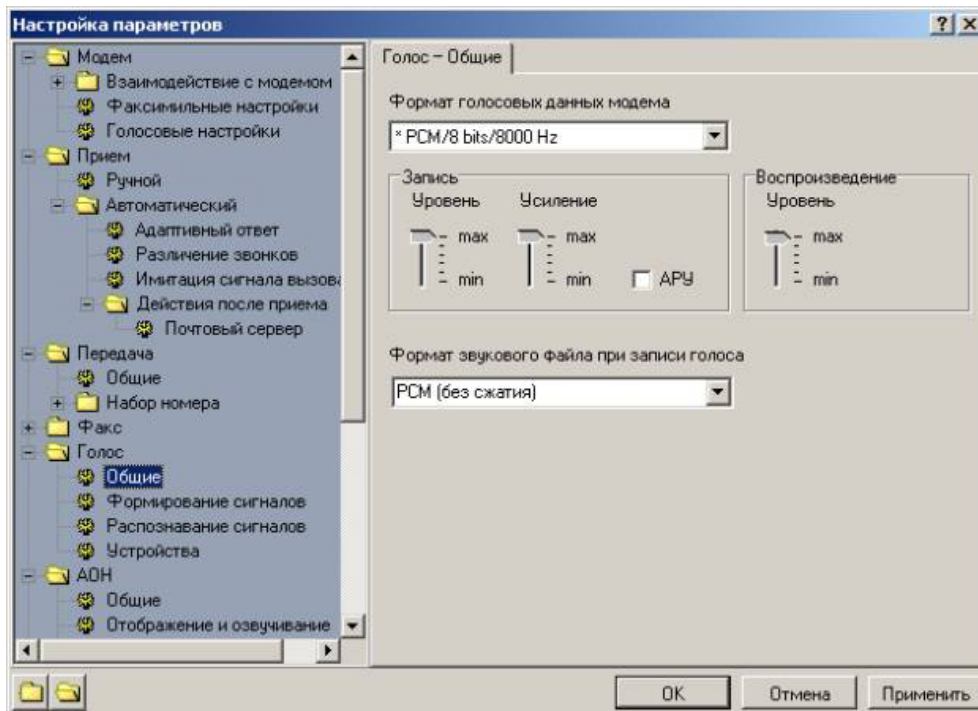 Настройка параметров
Модем
Взаимодействие с модемом
Факсимильные настройки
Голосовые настройки
Прием
Ручной
Автоматический
Адаптивный ответ
Различение звонков
Имитация сигнала вызова
Действия после приема
Почтовый сервер
Передача
Общие
Набор номера
Факс
Голос
Общие
Формирование сигналов
Распознавание сигналов
Устройства
АОН
Общие
Отображение и озвучивание
Голос – Общие
Формат голосовых данных модема
* PCM/8 bits/8000 Hz
Запись
Уровень Усиление
max max
min min
АРУ
Воспроизведение
Уровень
max
min
Формат звукового файла при записи голоса
PCM (без сжатия)
OK Отмена Применить